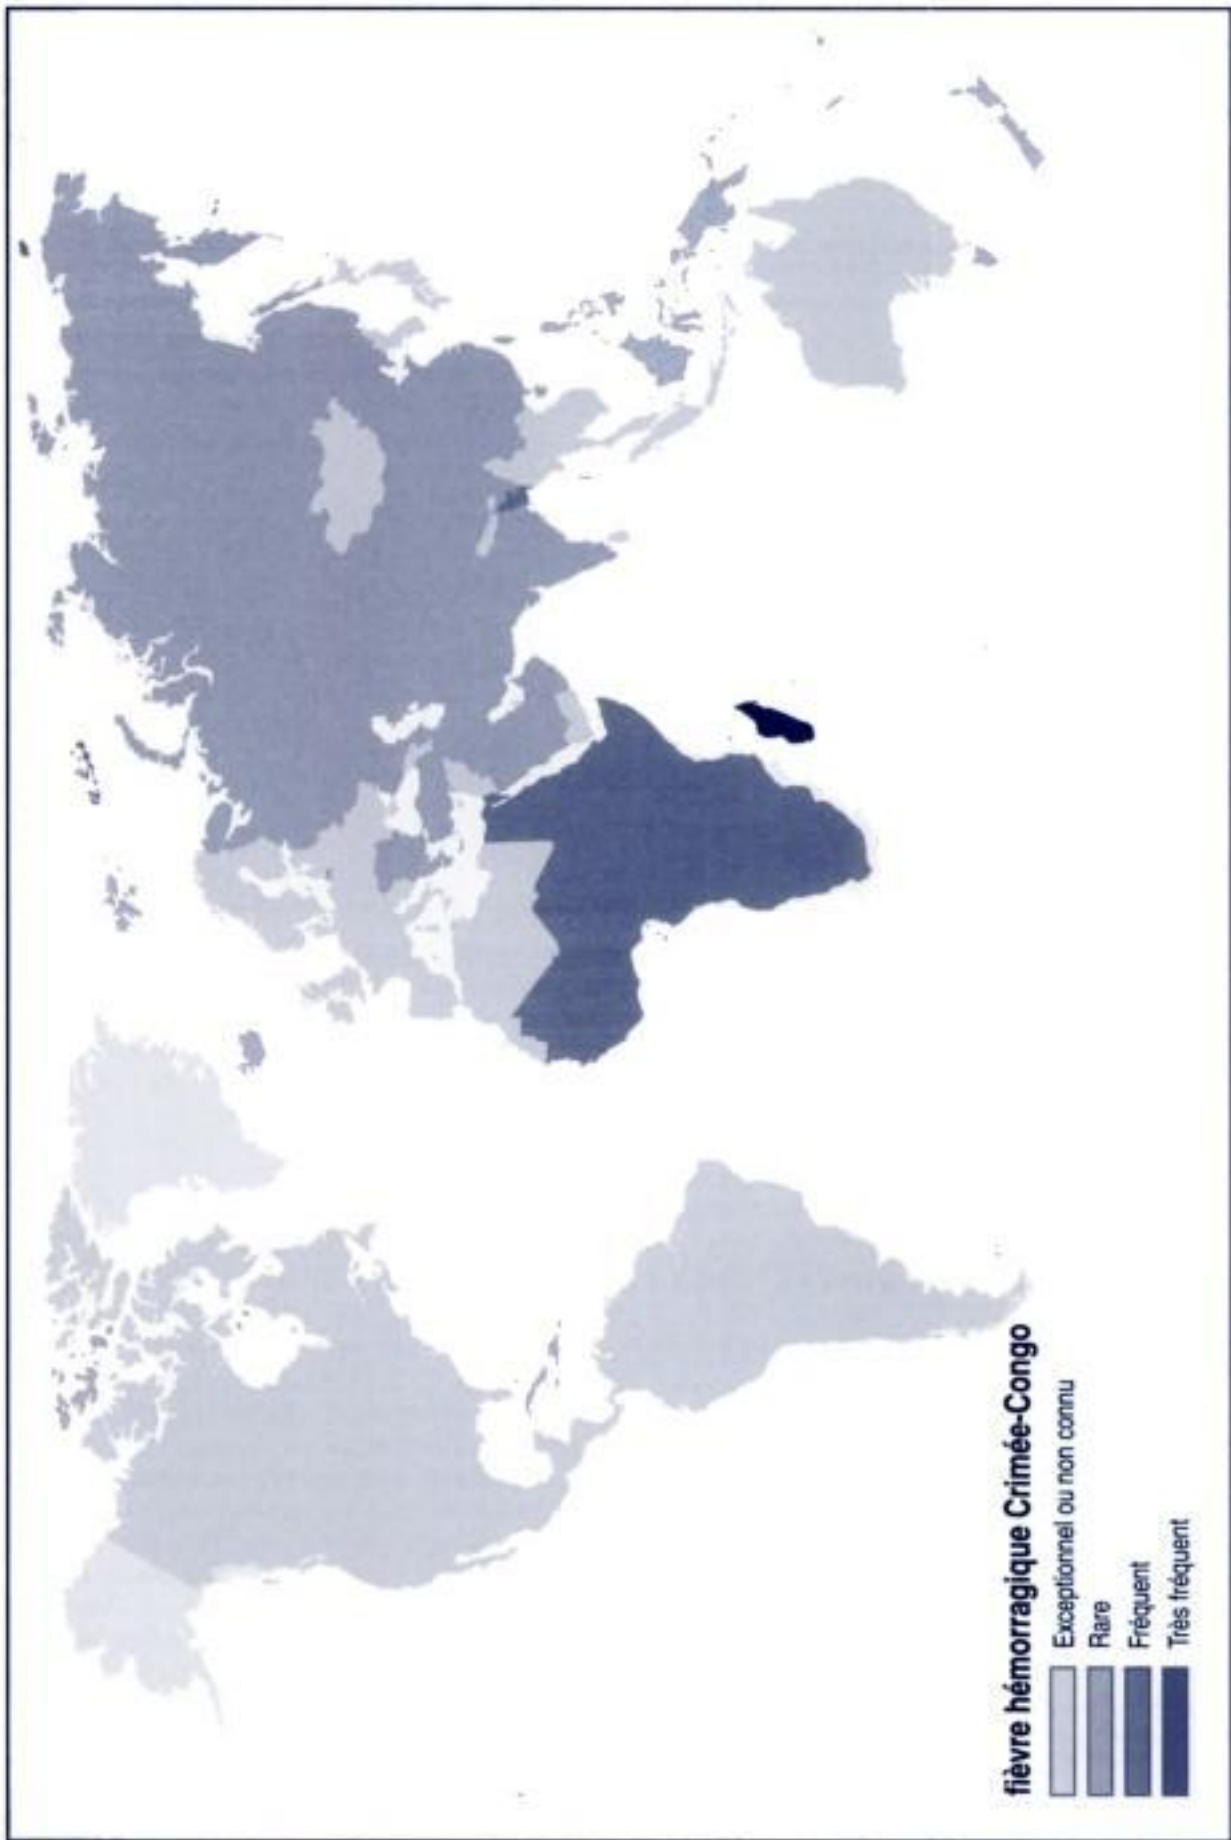 fièvre hémorragique Crimée-Congo
Exceptionnel ou non connu
Rare
Fréquent
Très fréquent